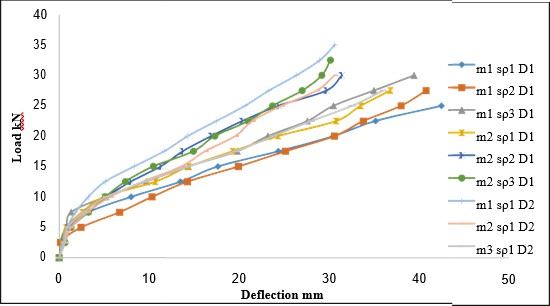 40
35
30
25
20
15
10
5
0
Load kN
0
10
20
30
40
50
Deflection mm
m1 sp1 D1
m1 sp2 D1
m1 sp3 D1
m2 sp1 D1
m2 sp2 D1
m2 sp3 D1
m1 sp1 D2
m2 sp1 D2
m3 sp1 D2